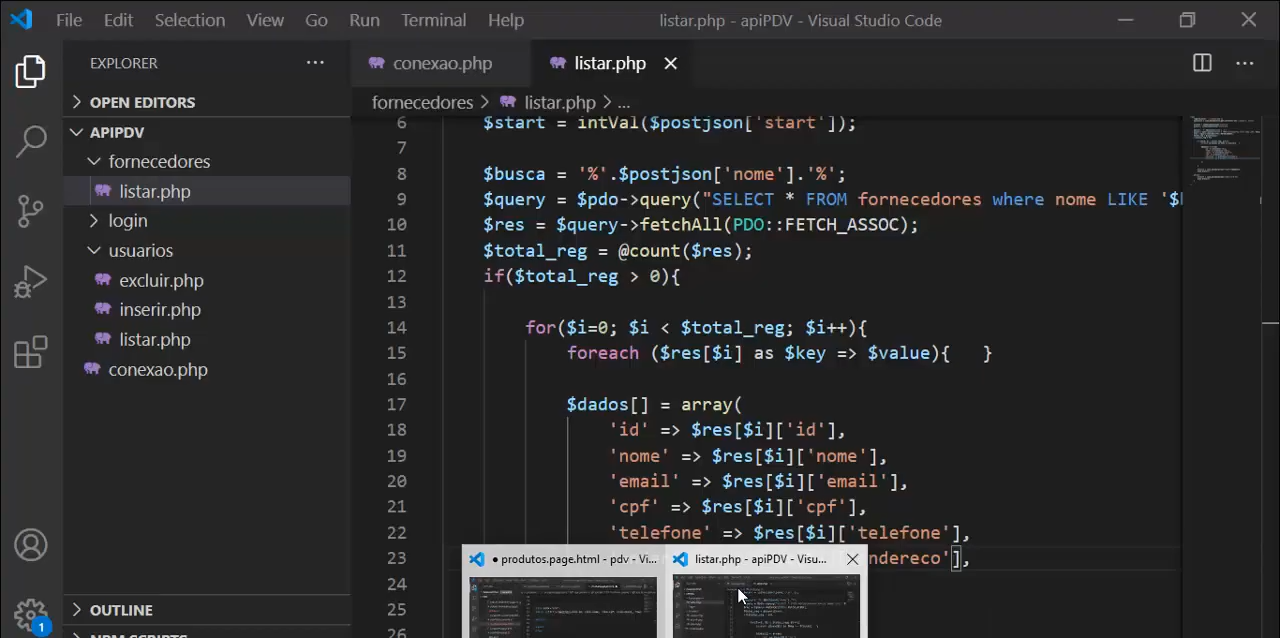 File Edit Selection View Go Run Terminal Help listar.php - apiPDV - Visual Studio Code
EXPLORER ··· conexao.php listar.php
OPEN EDITORS
fornecedores > listar.php > ...
APIPDV
fornecedores
listar.php
login
usuarios
excluir.php
inserir.php
listar.php
conexao.php
OUTLINE
1
6 $start = intVal($postjson['start']);
7
8 $busca = '%'.$postjson['nome'].'%';
9 $query = $pdo->query("SELECT * FROM fornecedores where nome LIKE '$
10 $res = $query->fetchAll(PDO::FETCH_ASSOC);
11 $total_reg = @count($res);
12 if($total_reg > 0){
13
14 for($i=0; $i < $total_reg; $i++){
15 foreach ($res[$i] as $key => $value){ }
16
17 $dados[] = array(
18 'id' => $res[$i]['id'],
19 'nome' => $res[$i]['nome'],
20 'email' => $res[$i]['email'],
21 'cpf' => $res[$i]['cpf'],
22 'telefone' => $res[$i]['telefone'],
23 ndereco'],
24
25
26
● produtos.page.html - pdv - Vi... listar.php - apiPDV - Visu...